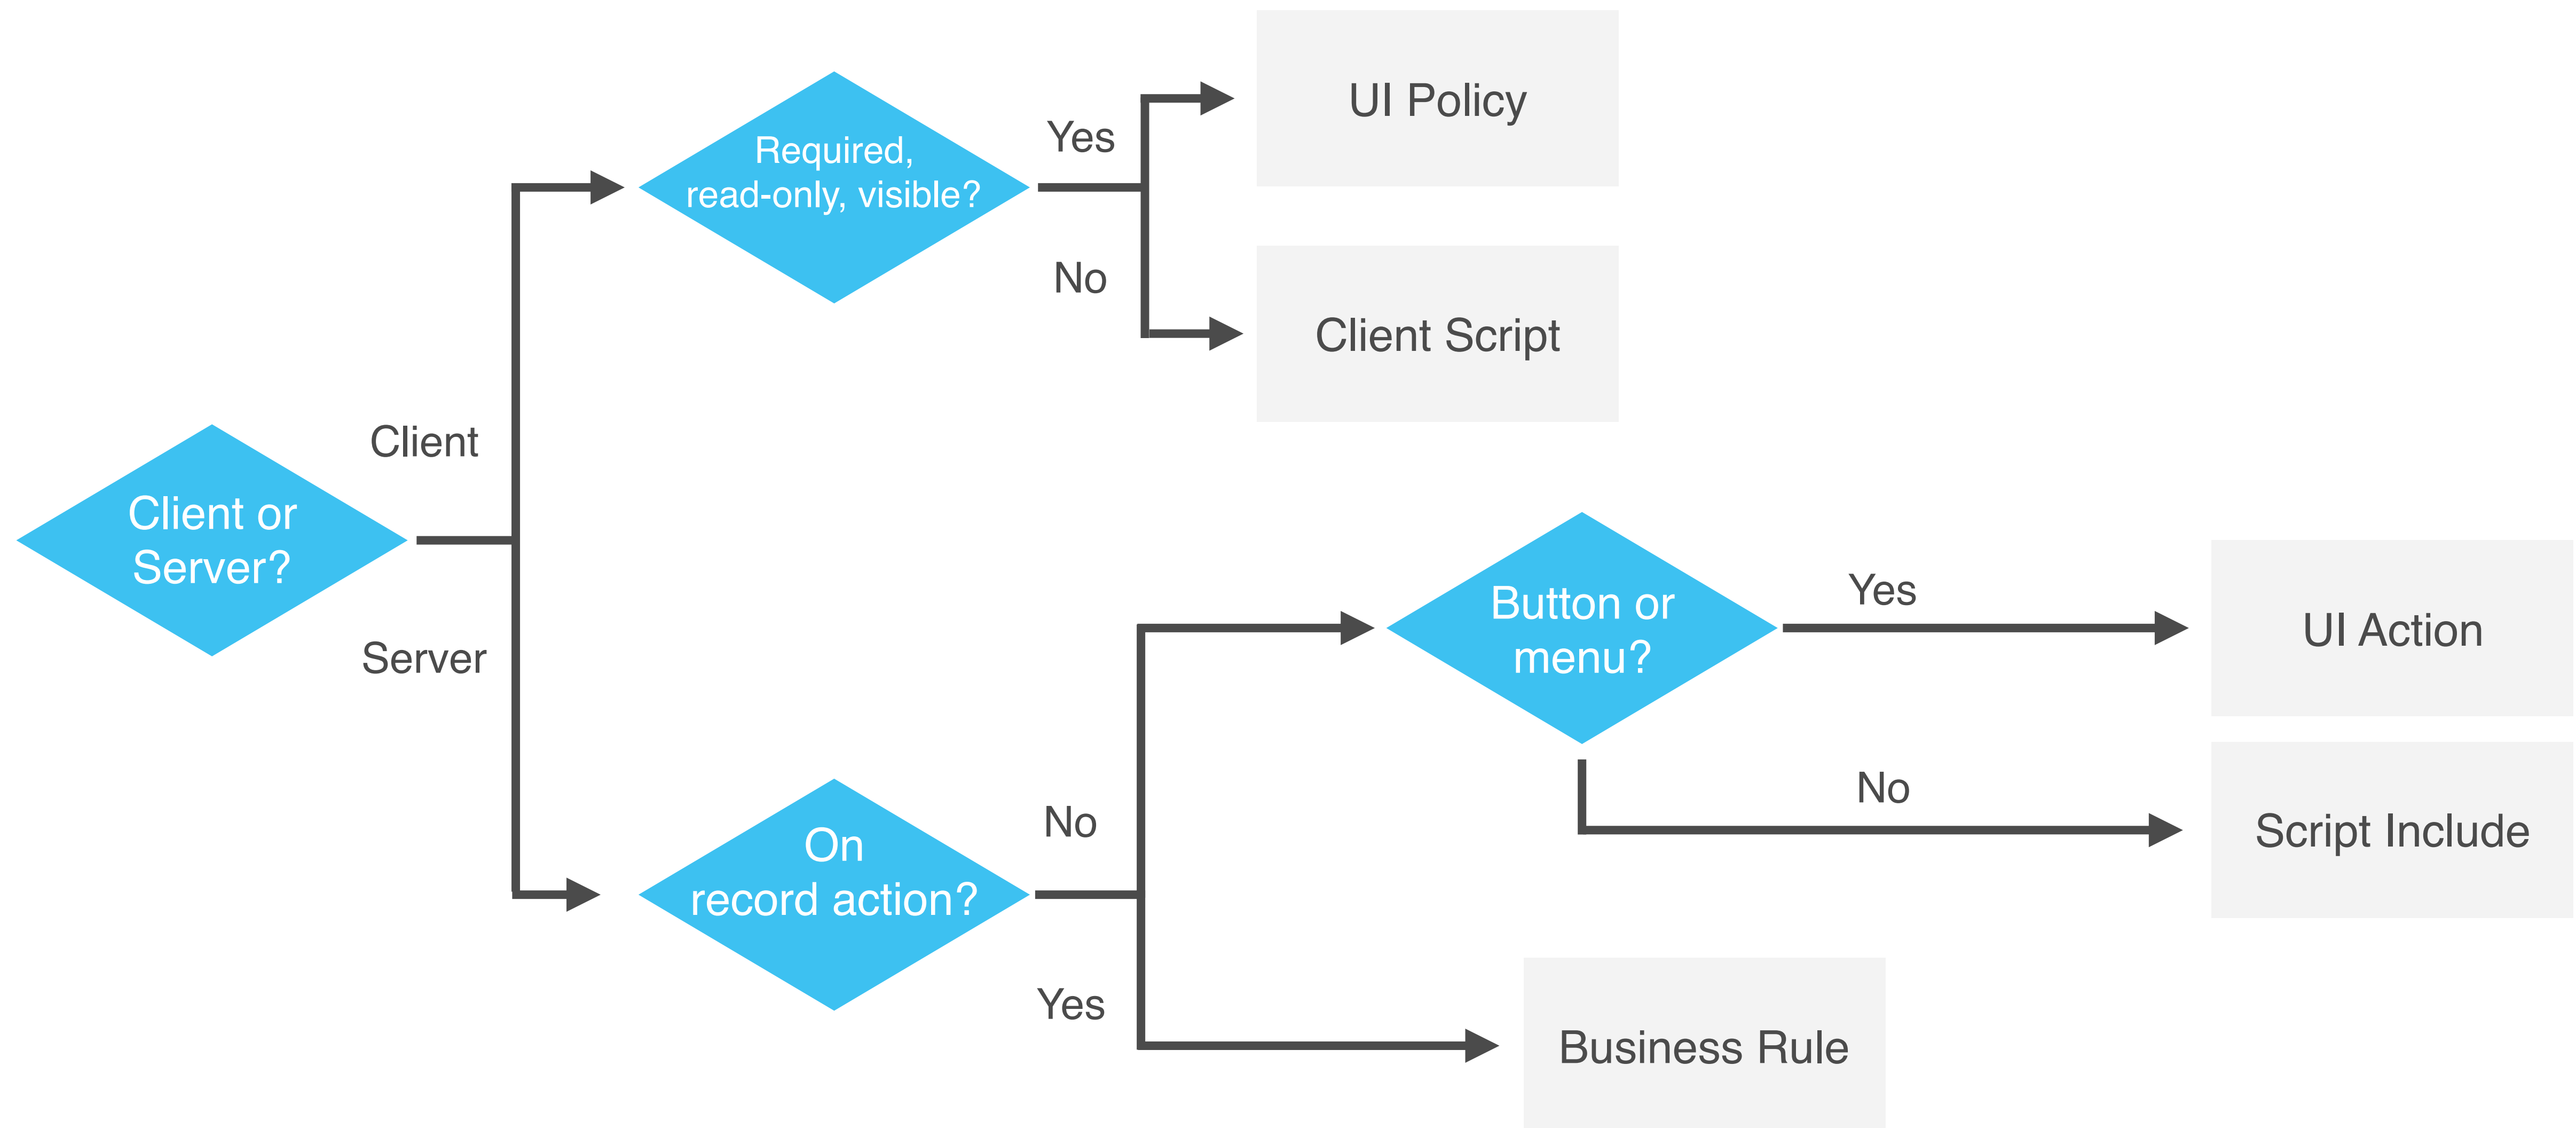 Client or
Server?
Client
Server
Required,
read-only, visible?
Yes
No
UI Policy
Client Script
On
record action?
No
Yes
Button or
menu?
Yes
No
UI Action
Script Include
Business Rule